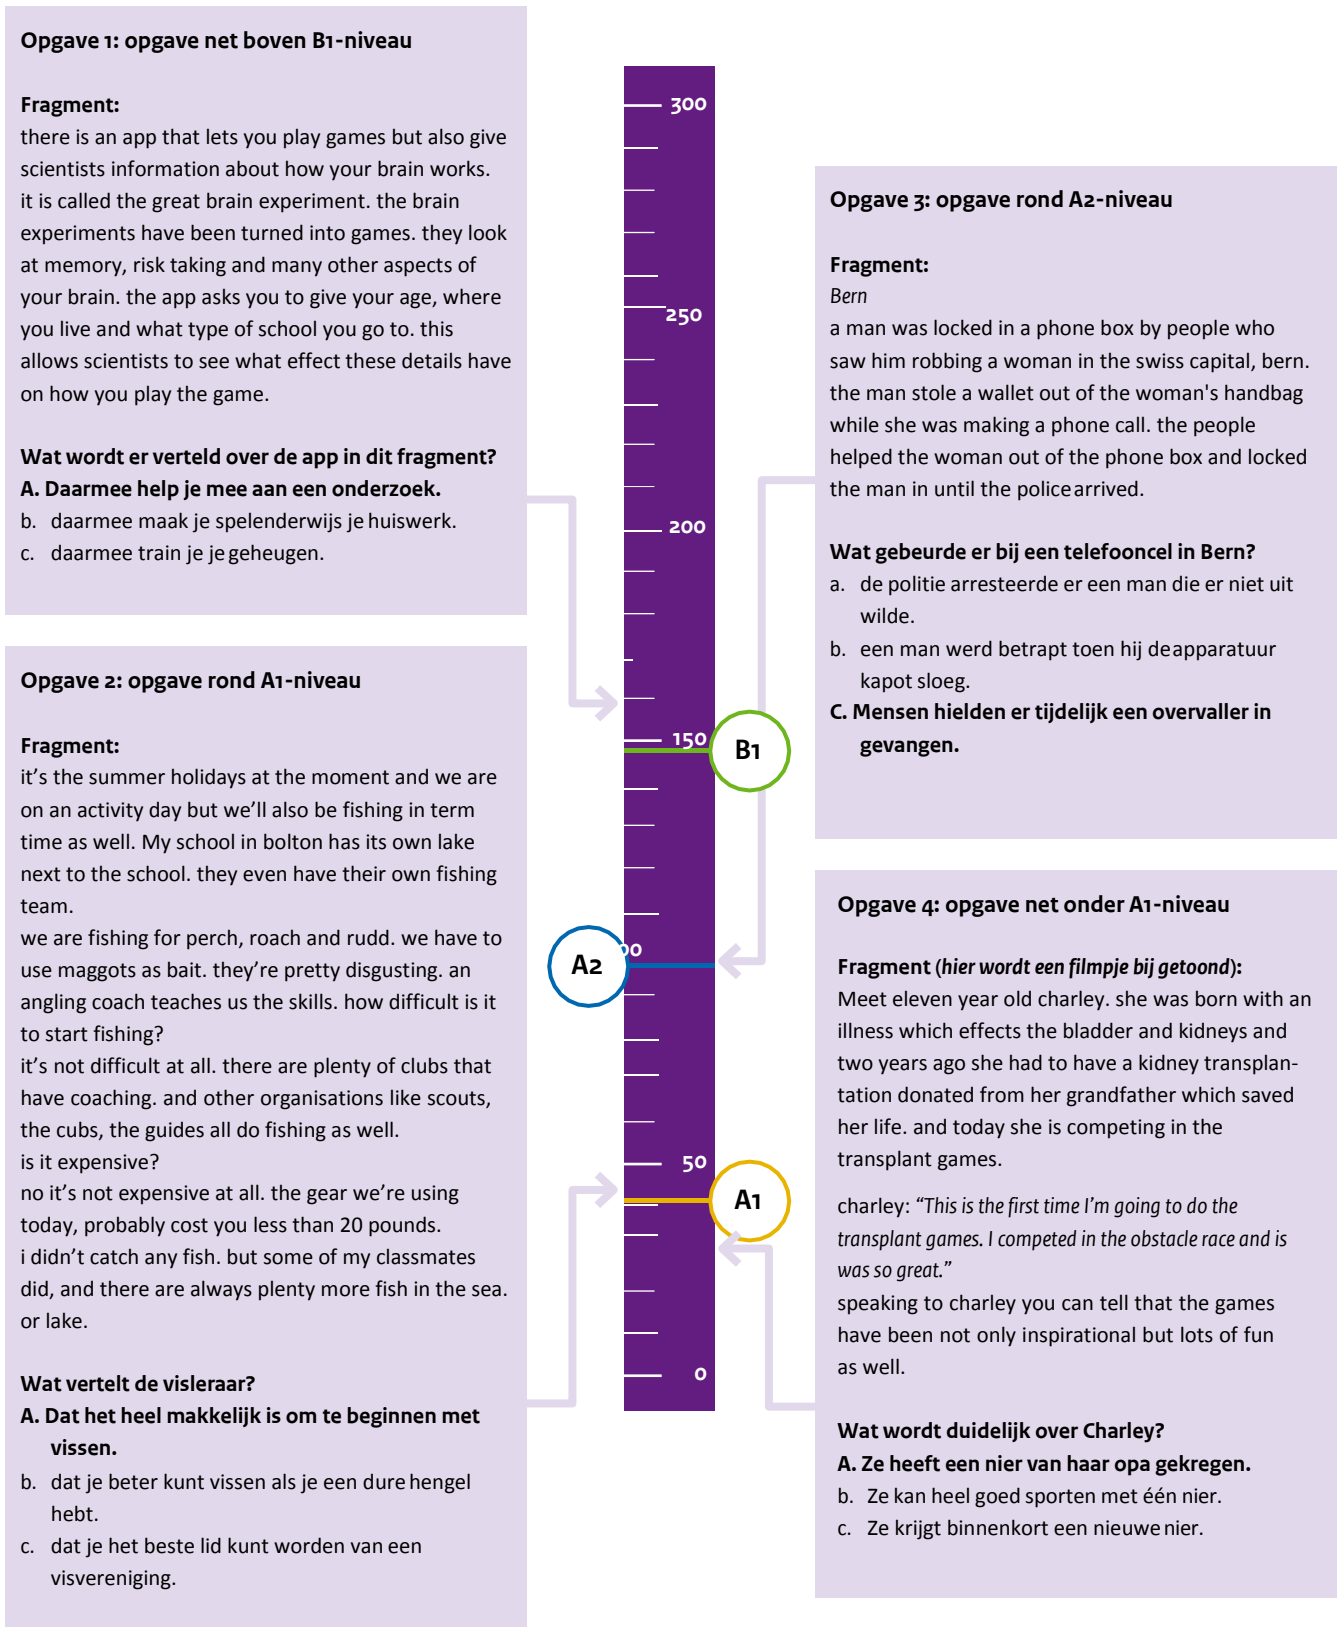 Opgave 1: opgave net boven B1-niveau
Fragment:
there is an app that lets you play games but also give
scientists information about how your brain works.
it is called the great brain experiment. the brain
experiments have been turned into games. they look
at memory, risk taking and many other aspects of
your brain. the app asks you to give your age, where
you live and what type of school you go to. this
allows scientists to see what effect these details have
on how you play the game.
Wat wordt er verteld over de app in dit fragment?
A. Daarmee help je mee aan een onderzoek.
b. daarmee maak je spelenderwijs je huiswerk.
c. daarmee train je je geheugen.
Opgave 2: opgave rond A1-niveau
Fragment:
it's the summer holidays at the moment and we are
on an activity day but we'll also be fishing in term
time as well. My school in bolton has its own lake
next to the school. they even have their own fishing
team.
we are fishing for perch, roach and rudd. we have to
use maggots as bait. they're pretty disgusting. an
angling coach teaches us the skills. how difficult is it
to start fishing?
it's not difficult at all. there are plenty of clubs that
have coaching. and other organisations like scouts,
the cubs, the guides all do fishing as well.
is it expensive?
no it's not expensive at all. the gear we're using
today, probably cost you less than 20 pounds.
i didn't catch any fish. but some of my classmates
did, and there are always plenty more fish in the sea.
or lake.
Wat vertelt de visleraar?
A. Dat het heel makkelijk is om te beginnen met
vissen.
b. dat je beter kunt vissen als je een dure hengel
hebt.
c. dat je het beste lid kunt worden van een
visvereniging.
300
250
200
150
B1
00
A2
50
A1
0
Opgave 3: opgave rond A2-niveau
Fragment:
Bern
a man was locked in a phone box by people who
saw him robbing a woman in the swiss capital, bern.
the man stole a wallet out of the woman's handbag
while she was making a phone call. the people
helped the woman out of the phone box and locked
the man in until the police arrived.
Wat gebeurde er bij een telefooncel in Bern?
a. de politie arresteerde er een man die er niet uit
wilde.
b. een man werd betrapt toen hij de apparatuur
kapot sloeg.
C. Mensen hielden er tijdelijk een overvaller in
gevangen.
Opgave 4: opgave net onder A1-niveau
Fragment (hier wordt een filmpje bij getoond):
Meet eleven year old charley. she was born with an
illness which effects the bladder and kidneys and
two years ago she had to have a kidney transplan-
tation donated from her grandfather which saved
her life. and today she is competing in the
transplant games.
charley: “This is the first time I'm going to do the
transplant games. I competed in the obstacle race and is
was so great.”
speaking to charley you can tell that the games
have been not only inspirational but lots of fun
as well.
Wat wordt duidelijk over Charley?
A. Ze heeft een nier van haar opa gekregen.
b. Ze kan heel goed sporten met één nier.
c. Ze krijgt binnenkort een nieuwe nier.